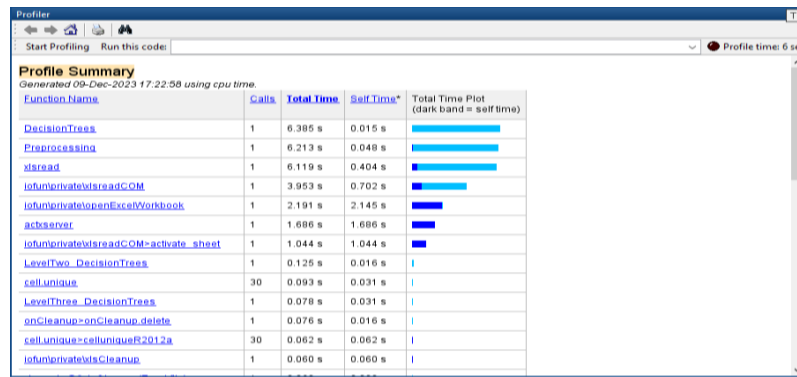 Profiler
Start Profiling Run this code: Profile time: 6 se
Profile Summary
Generated 09-Dec-2023 17:22:58 using cpu time.
Function Name Calls Total Time Self Time* Total Time Plot
(dark band = self time)
DecisionTrees 1 6.385 s 0.015 s
Preprocessing 1 6.213 s 0.048 s
xlsread 1 6.119 s 0.404 s
iofun\private\xlsreadCOM 1 3.953 s 0.702 s
iofun\private\openExcelWorkbook 1 2.191 s 2.145 s
actxserver 1 1.686 s 1.686 s
iofun\private\xlsreadCOM>activate_sheet 1 1.044 s 1.044 s
LevelTwo_DecisionTrees 1 0.125 s 0.016 s
cell.unique 30 0.093 s 0.031 s
LevelThree_DecisionTrees 1 0.078 s 0.031 s
onCleanup>onCleanup.delete 1 0.076 s 0.016 s
cell.unique>celluniqueR2012a 30 0.062 s 0.062 s
iofun\private\xlsCleanup 1 0.060 s 0.060 s